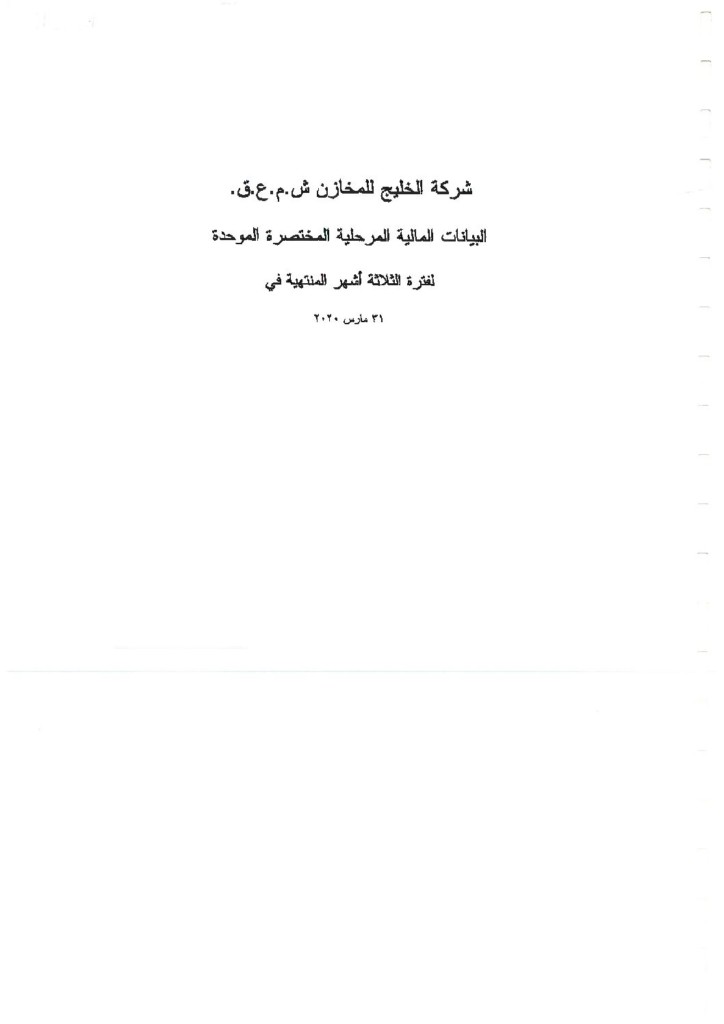 شركة الخليج للمخازن ش.م.ع.ق.
البيانات المالية المرحلية المختصرة الموحدة
لفترة الثلاثة أشهر المنتهية في
٣١ مارس ٢٠٢٠